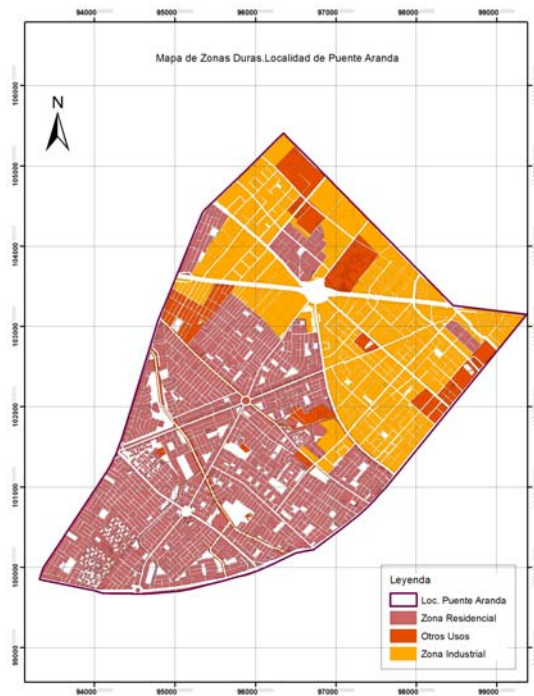 94000 95000 96000 97000 98000 99000
Mapa de Zonas Duras.Localidad de Puente Aranda
N
106000
105000
104000
103000
102000
101000
100000
99000
Leyenda
Loc. Puente Aranda
Zona Residencial
Otros Usos
Zona Industrial
94000 95000 96000 97000 98000 99000